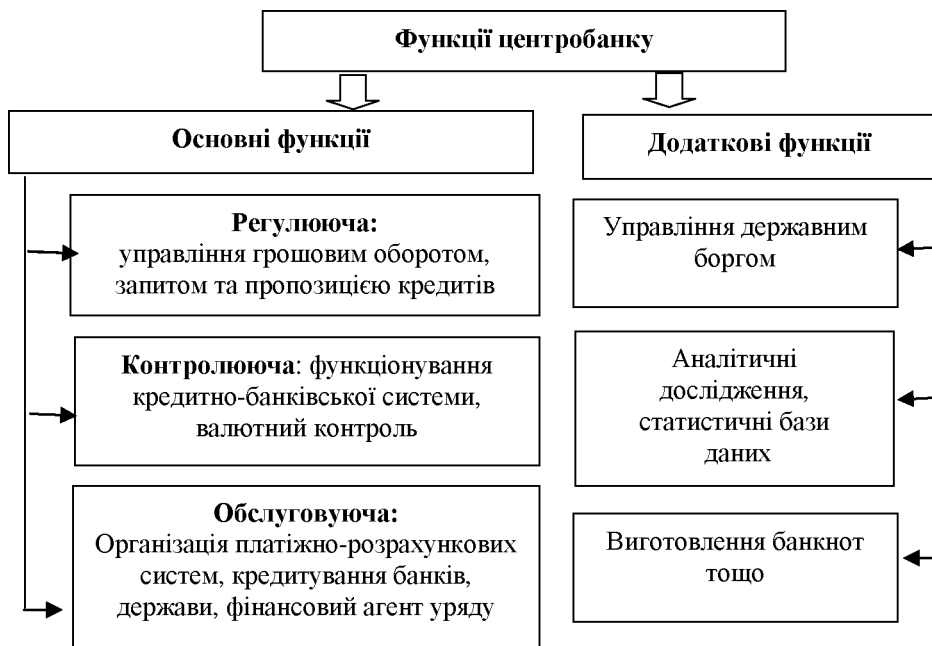 Функції центробанку
Основні функції
Додаткові функції
Регулююча:
управління грошовим оборотом,
запитом та пропозицією кредитів
Контролююча: функціонування
кредитно-банківської системи,
валютний контроль
Обслуговуюча:
Організація платіжно-розрахункових
систем, кредитування банків,
держави, фінансовий агент уряду
Управління державним
боргом
Аналітичні
дослідження,
статистичні бази
даних
Виготовлення банкнот
тощо